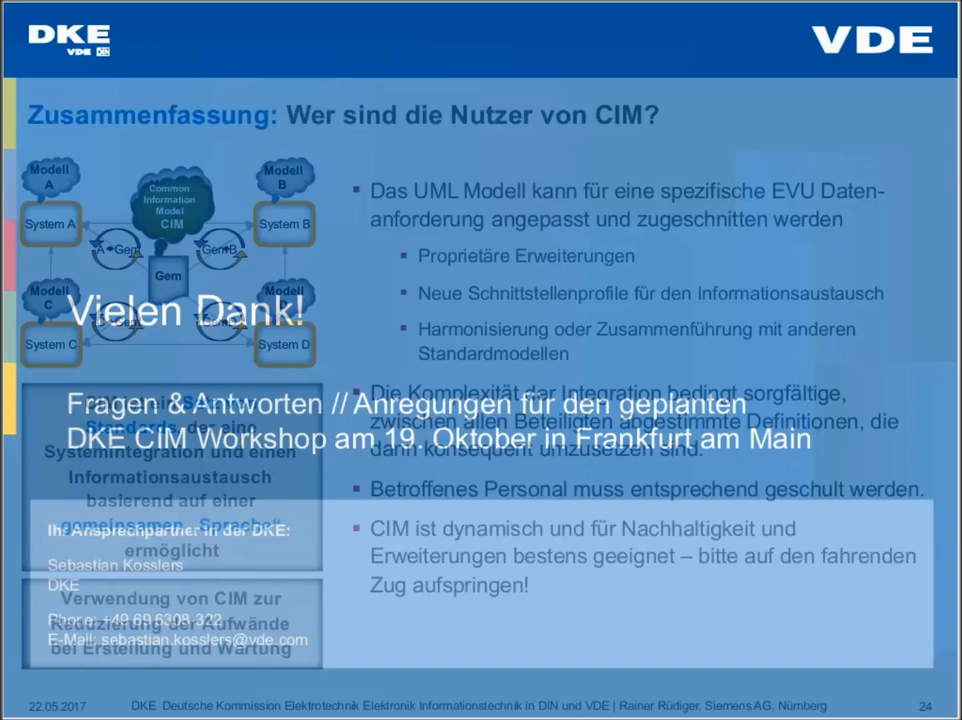 DKE
VDE DIN
VDE
Zusammenfassung: Wer sind die Nutzer von CIM?
Modell
A
Modell
B
Common
Information
Model
CIM
System A
System B
A
Gem
Gem
B
Gem
Modell
C
Modell
System C
System D
Das UML Modell kann für eine spezifische EVU Daten-
anforderung angepasst und zugeschnitten werden
Proprietäre Erweiterungen
Neue Schnittstellenprofile für den Informationsaustausch
Harmonisierung oder Zusammenführung mit anderen
Standardmodellen
Die Komplexität der Integration bedingt sorgfältige,
zwischen allen Beteiligten abgestimmte Definitionen, die
dann konsequent umzusetzen sind.
Betroffenes Personal muss entsprechend geschult werden.
CIM ist dynamisch und für Nachhaltigkeit und
Erweiterungen bestens geeignet – bitte auf den fahrenden
Zug aufspringen!
Standards, der eine
Systemintegration und einen
Informationsaustausch
basierend auf einer
gemeinsamen „Sprache“
ermöglicht
Verwendung von CIM zur
Reduzierung der Aufwände
bei Erstellung und Wartung
Vielen Dank!
Fragen & Antworten // Anregungen für den geplanten
DKE CIM Workshop am 19. Oktober in Frankfurt am Main
Ihr Ansprechpartner in der DKE:
Sebastian Kosslers
DKE
Phone: +49 69 6308-322
E-Mail: sebastian.kosslers@vde.com
22.05.2017
DKE Deutsche Kommission Elektrotechnik Elektronik Informationstechnik in DIN und VDE | Rainer Rüdiger, Siemens AG, Nürnberg
24